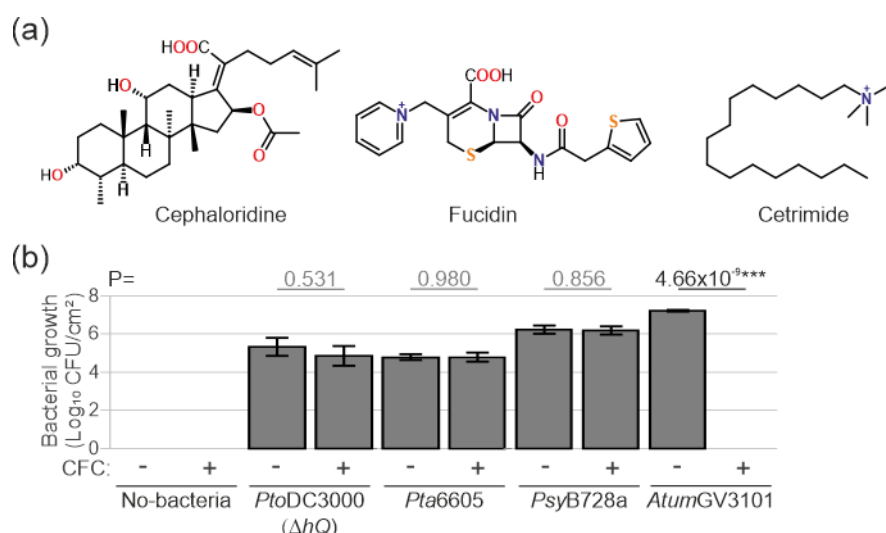 (a)
HOOC
H
HO
H
O
O
H
HO
H
COOH
N+
N
O
S
H
N
H
O
S
N+
Cephaloridine
Fucidin
Cetrimide
(b)
P=
0.531
0.980
0.856
4.66x10⁻⁹***
Bacterial growth
(Log₁₀ CFU/cm²)
8
6
4
2
0
CFC:
- + - + - + - + - +
No-bacteria
PtoDC3000
(ΔhQ)
Pta6605
PsyB728a
AtumGV3101